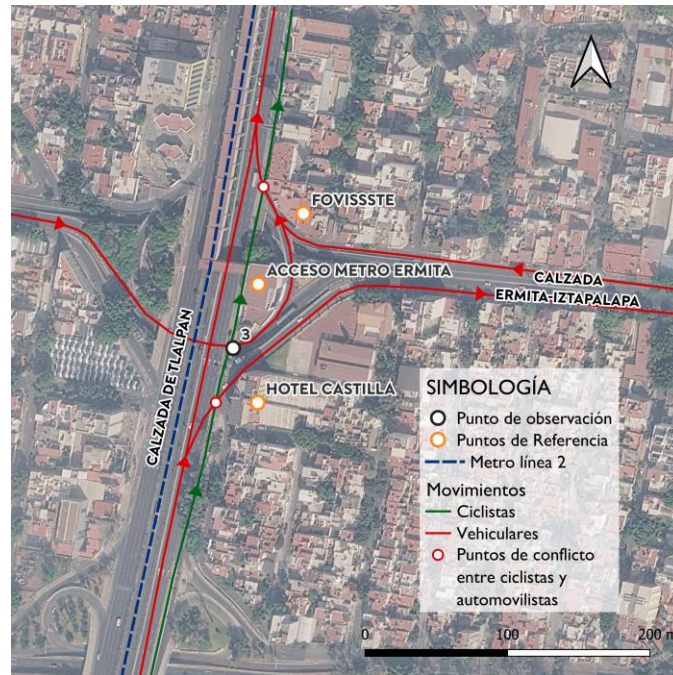 FOVISSSTE
ACCESO METRO ERMITA
CALZADA
ERMITA-IZTAPALAPA
3
CALZADA DE TLALPAN
HOTEL CASTILLA
SIMBOLOGÍA
Punto de observación
Puntos de Referencia
Metro línea 2
Movimientos
Ciclistas
Vehiculares
Puntos de conflicto
entre ciclistas y
automovilistas
0 100 200 m